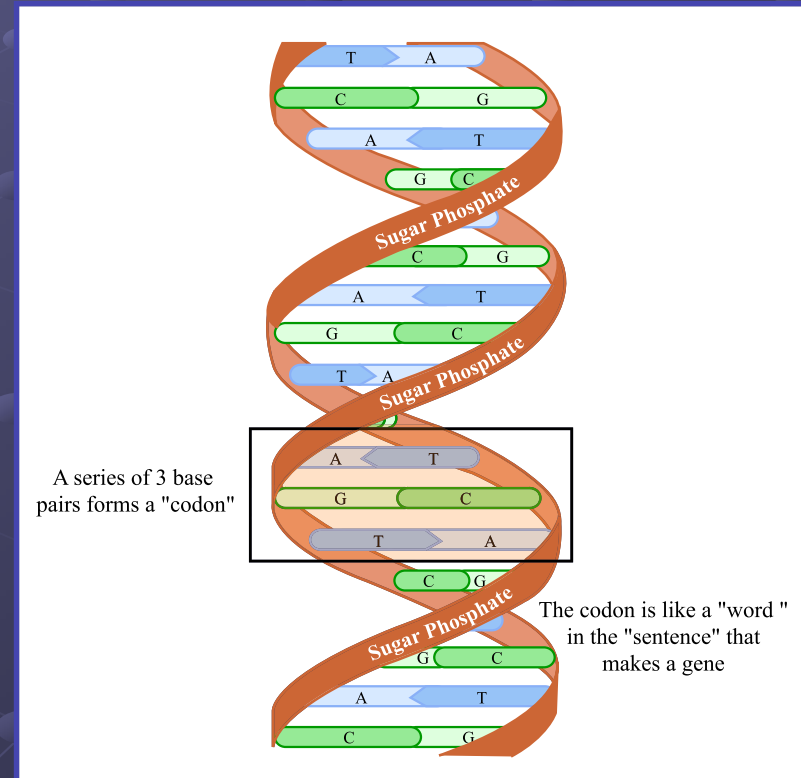 T A
C G
A T
G C
Sugar Phosphate
C G
A T
G C
T A
Sugar Phosphate
A T
A series of 3 base
pairs forms a "codon"
G C
T A
C G
Sugar Phosphate
The codon is like a "word "
in the "sentence" that
makes a gene
G C
A T
C G